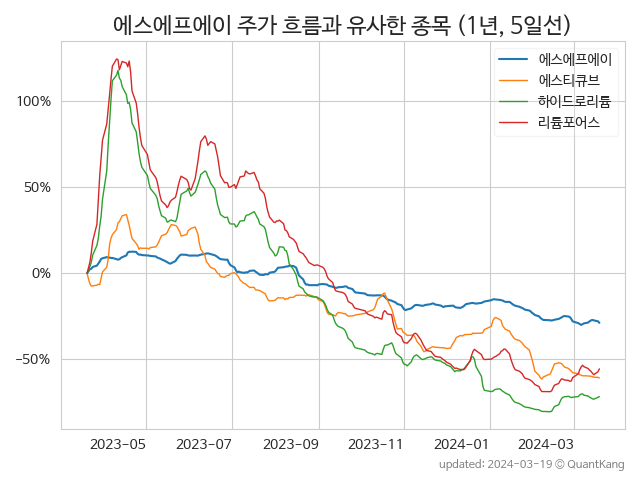 에스에프에이 주가 흐름과 유사한 종목 (1년, 5일선)
에스에프에이
에스티큐브
하이드로리튬
리튬포어스
100%
50%
0%
−50%
2023-05
2023-07
2023-09
2023-11
2024-01
2024-03
updated: 2024-03-19 © QuantKang